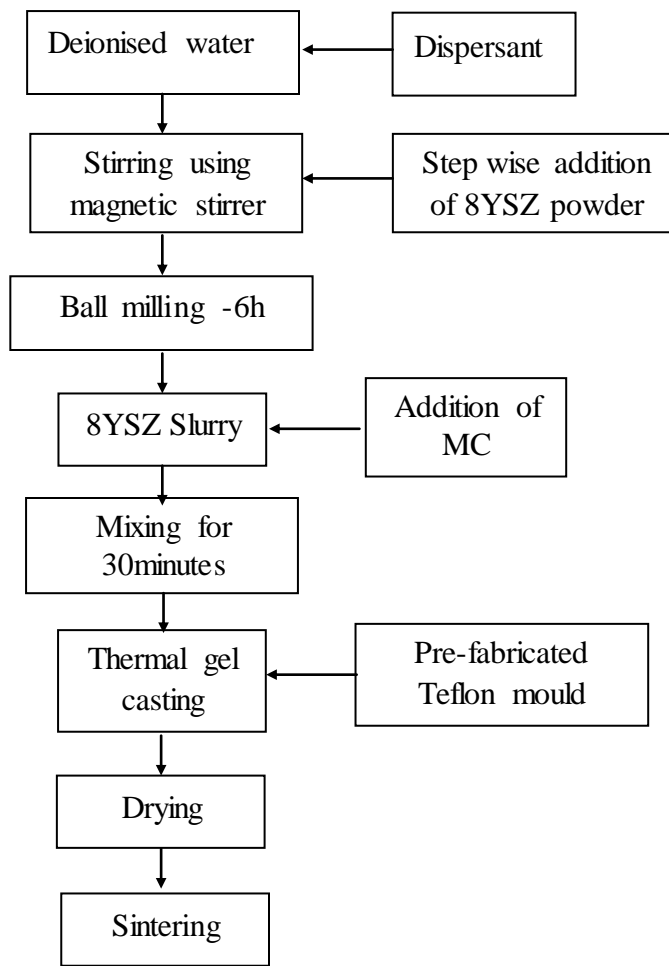 Deionised water
Dispersant
Stirring using
magnetic stirrer
Step wise addition
of 8YSZ powder
Ball milling -6h
8YSZ Slurry
Addition of
MC
Mixing for
30minutes
Thermal gel
casting
Pre-fabricated
Teflon mould
Drying
Sintering